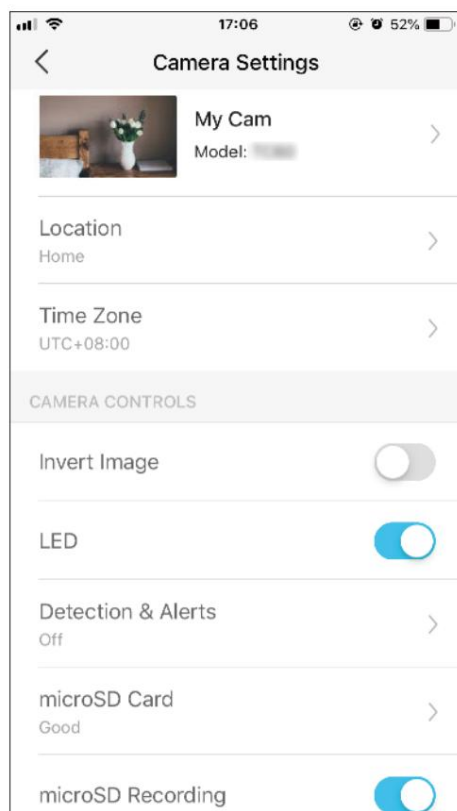 17:06
52%
Camera Settings
My Cam
Model:
Location
Home
Time Zone
UTC+08:00
CAMERA CONTROLS
Invert Image
LED
Detection & Alerts
Off
microSD Card
Good
microSD Recording